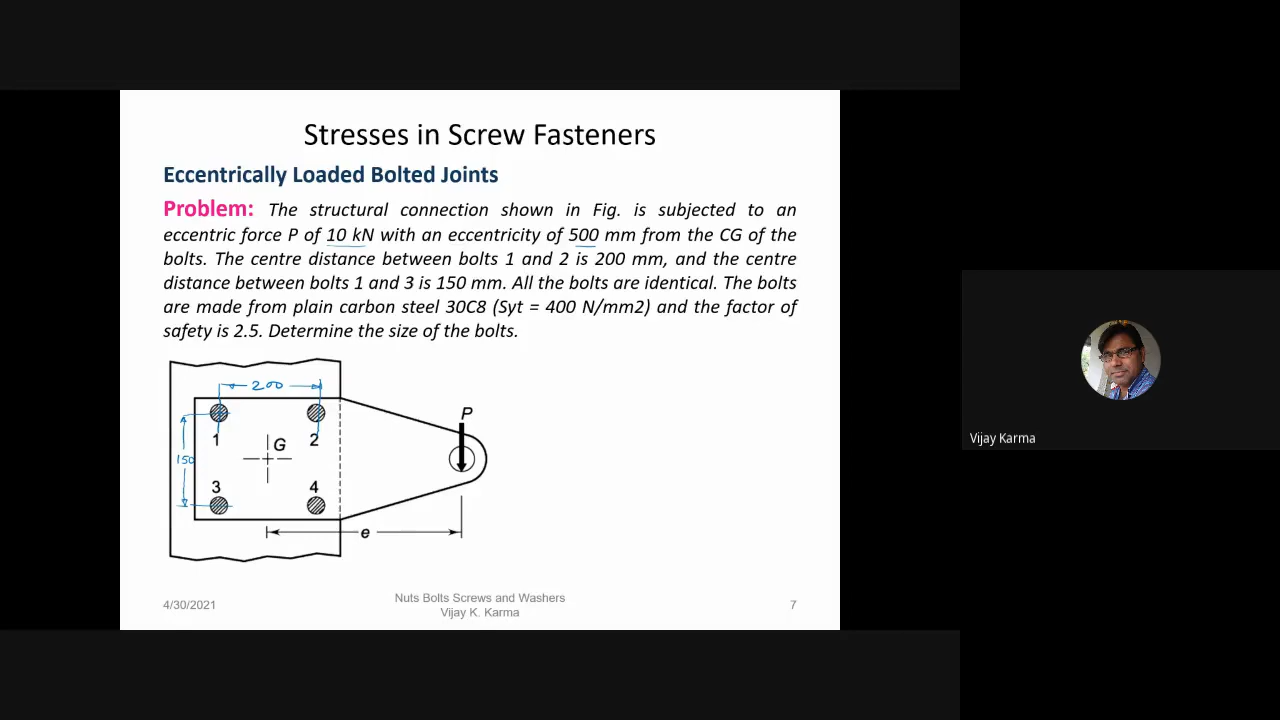 Stresses in Screw Fasteners
Eccentrically Loaded Bolted Joints
Problem: The structural connection shown in Fig. is subjected to an
eccentric force P of 10 kN with an eccentricity of 500 mm from the CG of the
bolts. The centre distance between bolts 1 and 2 is 200 mm, and the centre
distance between bolts 1 and 3 is 150 mm. All the bolts are identical. The bolts
are made from plain carbon steel 30C8 (Syt = 400 N/mm2) and the factor of
safety is 2.5. Determine the size of the bolts.
200
P
1
2
G
150
3
4
e
4/30/2021
Nuts Bolts Screws and Washers
Vijay K. Karma
7
Vijay Karma